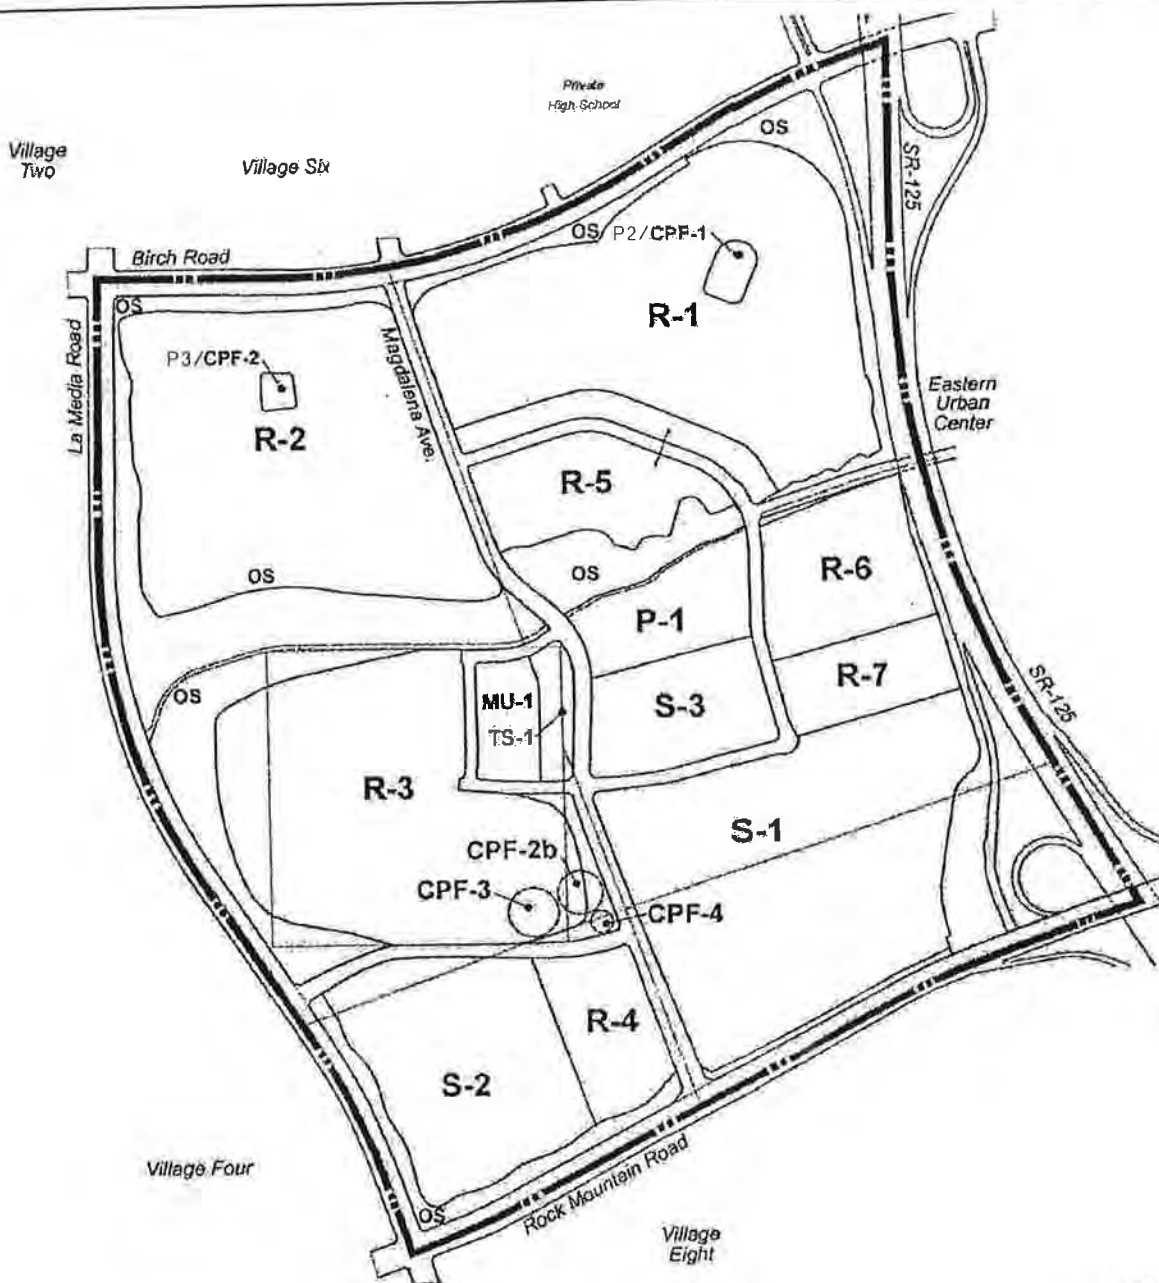 Private
High School
OS
Village
Two
Village Six
SR-125
OS
P2/CPF-1
Birch Road
OS
R-1
La Media Road
P3/CPF-2
Magdalena Ave.
Eastern
Urban
Center
R-2
R-5
OS
OS
R-6
P-1
R-7
OS
MU-1
S-3
SR-125
TS-1
R-3
S-1
CPF-2b
CPF-3
CPF-4
R-4
S-2
Village Four
OS
Rock Mountain Road
Village
Eight